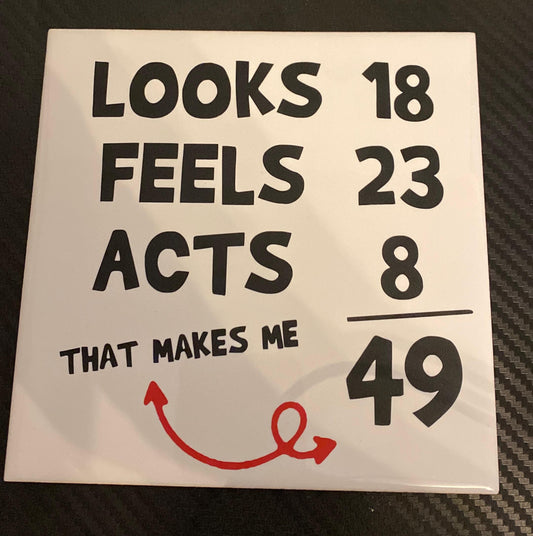 LOOKS 18
FEELS 23
ACTS 8
THAT MAKES ME 49